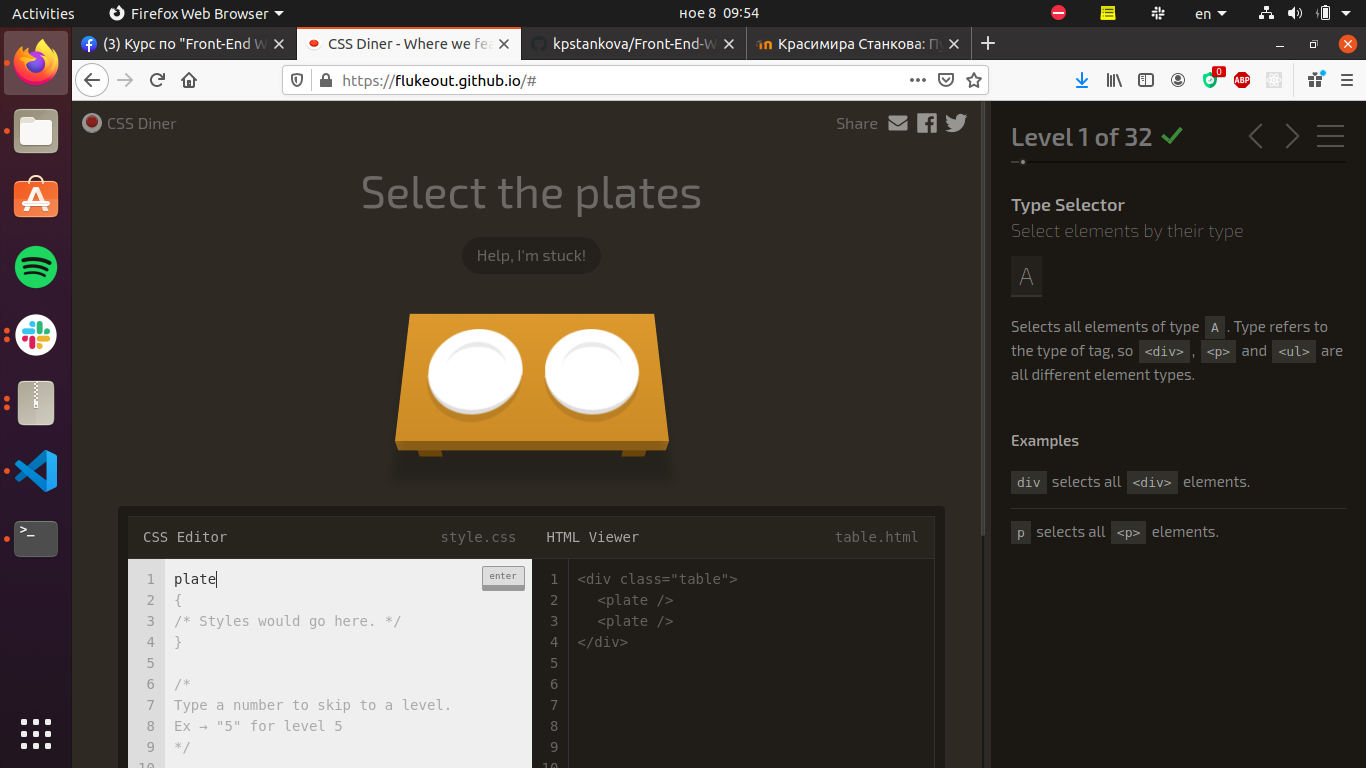 Activities
Firefox Web Browser
ное 8 09:54
en
(3) Курс по "Front-End W
CSS Diner - Where we fea
kpstankova/Front-End-W
Красимира Станкова: П
https://flukeout.github.io/#
0
ABP
CSS Diner
Share
Select the plates
Help, I'm stuck!
CSS Editor
style.css
HTML Viewer
table.html
enter
1 plate
2 {
3 /* Styles would go here. */
4 }
5
6 /*
7 Type a number to skip to a level.
8 Ex → "5" for level 5
9 */
10
1 <div class="table">
2 <plate />
3 <plate />
4 </div>
5
6
7
8
9
10
Level 1 of 32
Type Selector
Select elements by their type
A
Selects all elements of type A . Type refers to
the type of tag, so <div> , <p> and <ul> are
all different element types.
Examples
div selects all <div> elements.
p selects all <p> elements.